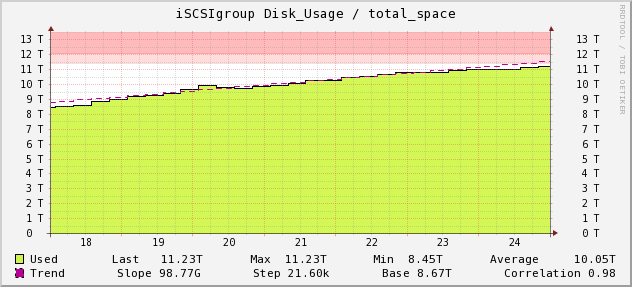 iSCSIgroup Disk_Usage / total_space
RRDTOOL / TOBI OETIKER
13 T 13 T
12 T 12 T
11 T 11 T
10 T 10 T
9 T 9 T
8 T 8 T
7 T 7 T
6 T 6 T
5 T 5 T
4 T 4 T
3 T 3 T
2 T 2 T
1 T 1 T
0 T 0 T
18 19 20 21 22 23 24
Used Last 11.23T Max 11.23T Min 8.45T Average 10.05T
Trend Slope 98.77G Step 21.60k Base 8.67T Correlation 0.98